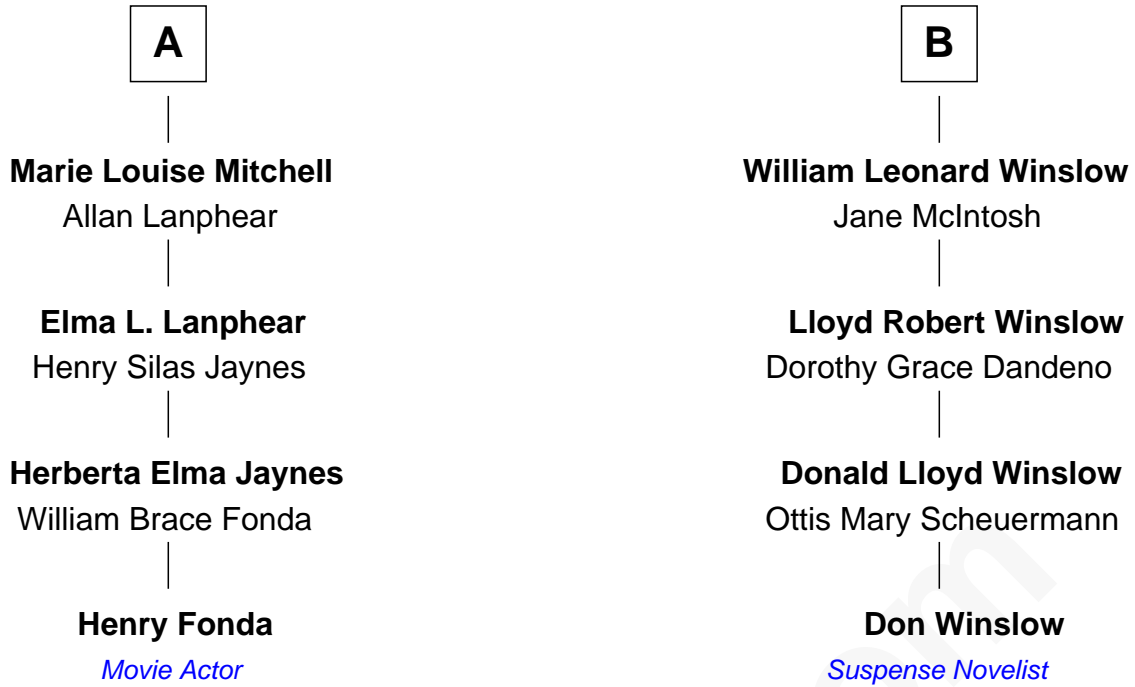 A
Marie Louise Mitchell
Allan Lanphear
Elma L. Lanphear
Henry Silas Jaynes
Herberta Elma Jaynes
William Brace Fonda
Henry Fonda
Movie Actor
B
William Leonard Winslow
Jane McIntosh
Lloyd Robert Winslow
Dorothy Grace Dandeno
Donald Lloyd Winslow
Ottis Mary Scheuermann
Don Winslow
Suspense Novelist